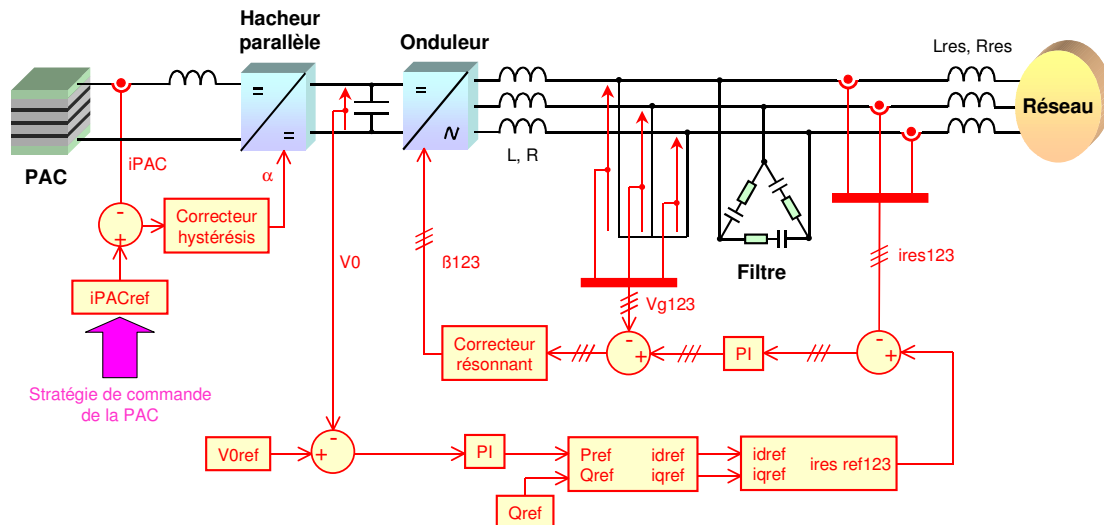 Hacheur
parallèle
Onduleur
Lres, Rres
=
=
=
Réseau
PAC
iPAC
α
L, R
-
+
Correcteur
hystérésis
V0
ß123
Filtre
ires123
iPACref
Vg123
-
+
-
+
Correcteur
résonnant
PI
Stratégie de commande
de la PAC
V0ref
-
+
PI
Pref
Qref
idref
iqref
idref
iqref
ires ref123
Qref